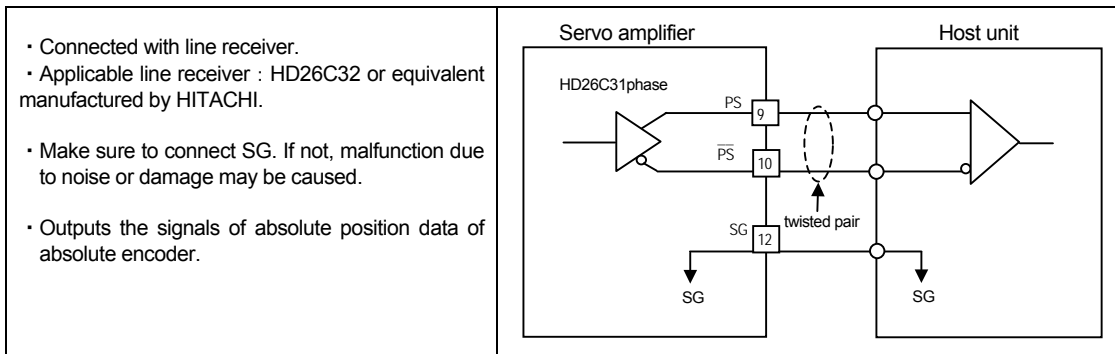 ・Connected with line receiver.
・Applicable line receiver : HD26C32 or equivalent
manufactured by HITACHI.
・Make sure to connect SG. If not, malfunction due
to noise or damage may be caused.
・Outputs the signals of absolute position data of
absolute encoder.
Servo amplifier
Host unit
HD26C31phase
PS
9
P̅S̅
10
twisted pair
SG
12
SG
SG